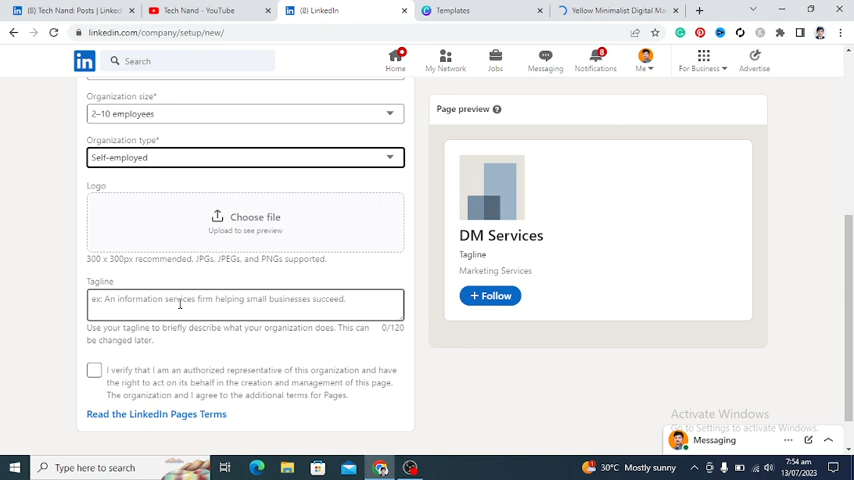 (8) Tech Nand: Posts | Linked
Tech Nand - YouTube
(8) LinkedIn
Templates
Yellow Minimalist Digital Ma
linkedin.com/company/setup/new/
in
Search
Home
My Network
Jobs
Messaging
8
Notifications
Me
For Business
Advertise
Organization size*
2–10 employees
Organization type*
Self-employed
Logo
Choose file
Upload to see preview
300 x 300px recommended. JPGs, JPEGs, and PNGs supported.
Tagline
ex: An information services firm helping small businesses succeed.
Use your tagline to briefly describe what your organization does. This can
be changed later.
0/120
I verify that I am an authorized representative of this organization and have
the right to act on its behalf in the creation and management of this page.
The organization and I agree to the additional terms for Pages.
Read the LinkedIn Pages Terms
Page preview
DM Services
Tagline
Marketing Services
+ Follow
Activate Windows
Go to Settings to activate Windows.
Messaging
Type here to search
30°C Mostly sunny
7:54 am
13/07/2023